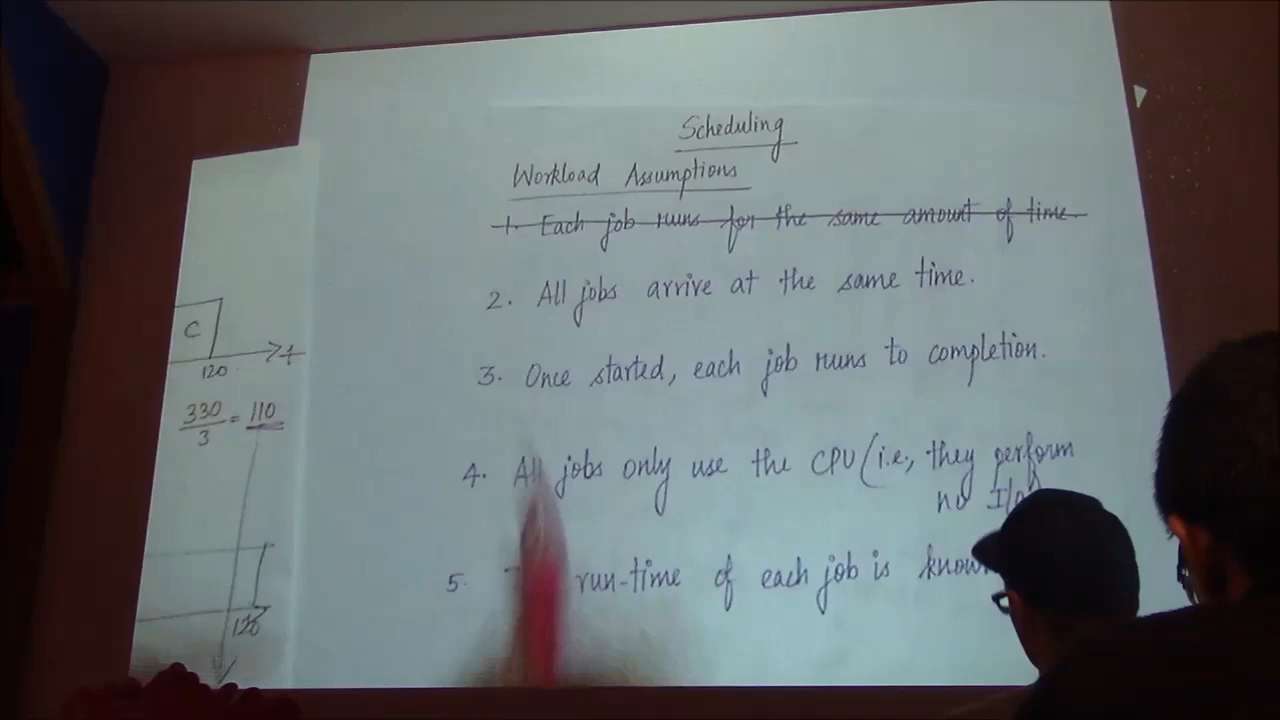 Scheduling
Workload Assumptions
1. Each job runs for the same amount of time.
2. All jobs arrive at the same time.
3. Once started, each job runs to completion.
4. All jobs only use the CPU (i.e., they perform
no I/O
5. run-time of each job is known
C
120
330/3 = 110
120